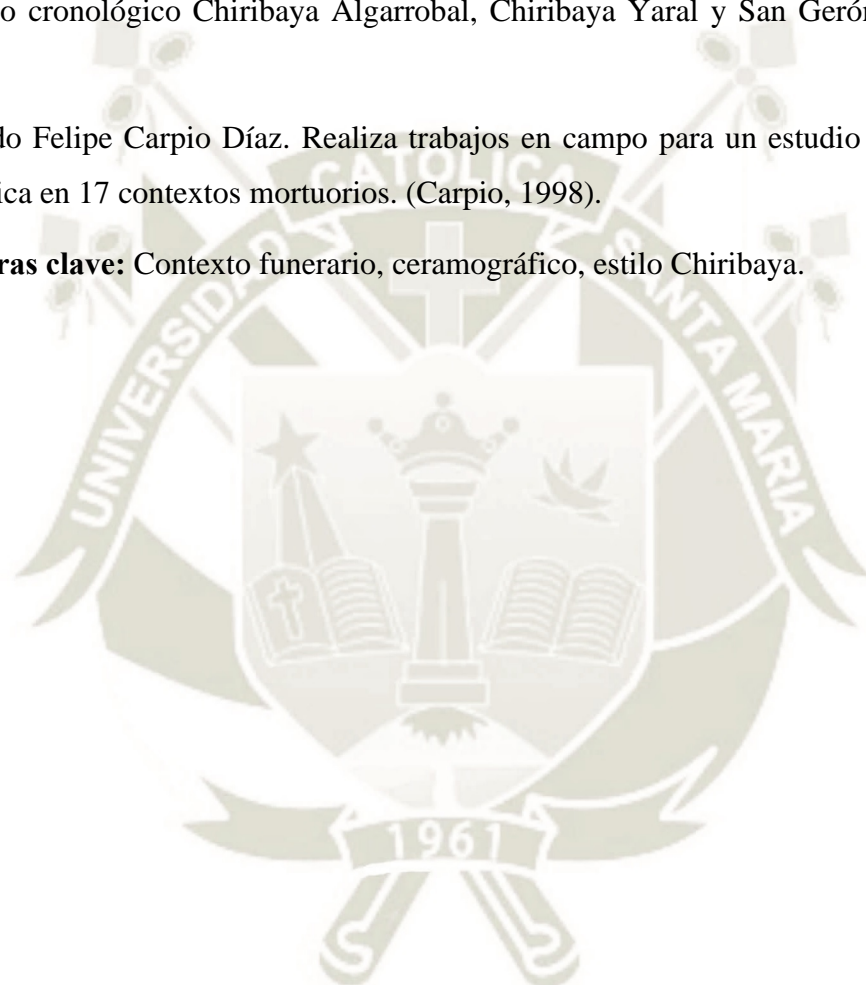 o cronológico Chiribaya Algarrobal, Chiribaya Yaral y San Gerón
do Felipe Carpio Díaz. Realiza trabajos en campo para un estudio
ica en 17 contextos mortuorios. (Carpio, 1998).
ras clave: Contexto funerario, ceramográfico, estilo Chiribaya.
UNIVERSIDAD CATOLICA SANTA MARIA
1961